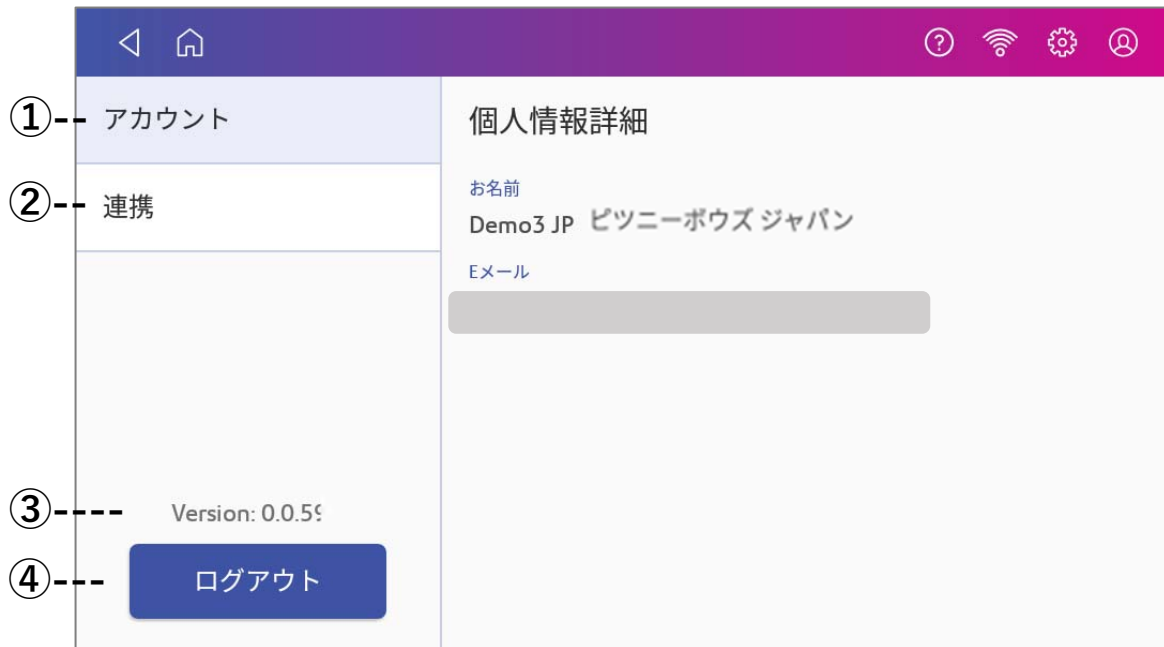 ① アカウント
個人情報詳細
② 連携
お名前
Demo3 JP ピツニーボウズ ジャパン
Eメール
③ Version: 0.0.59
④ ログアウト